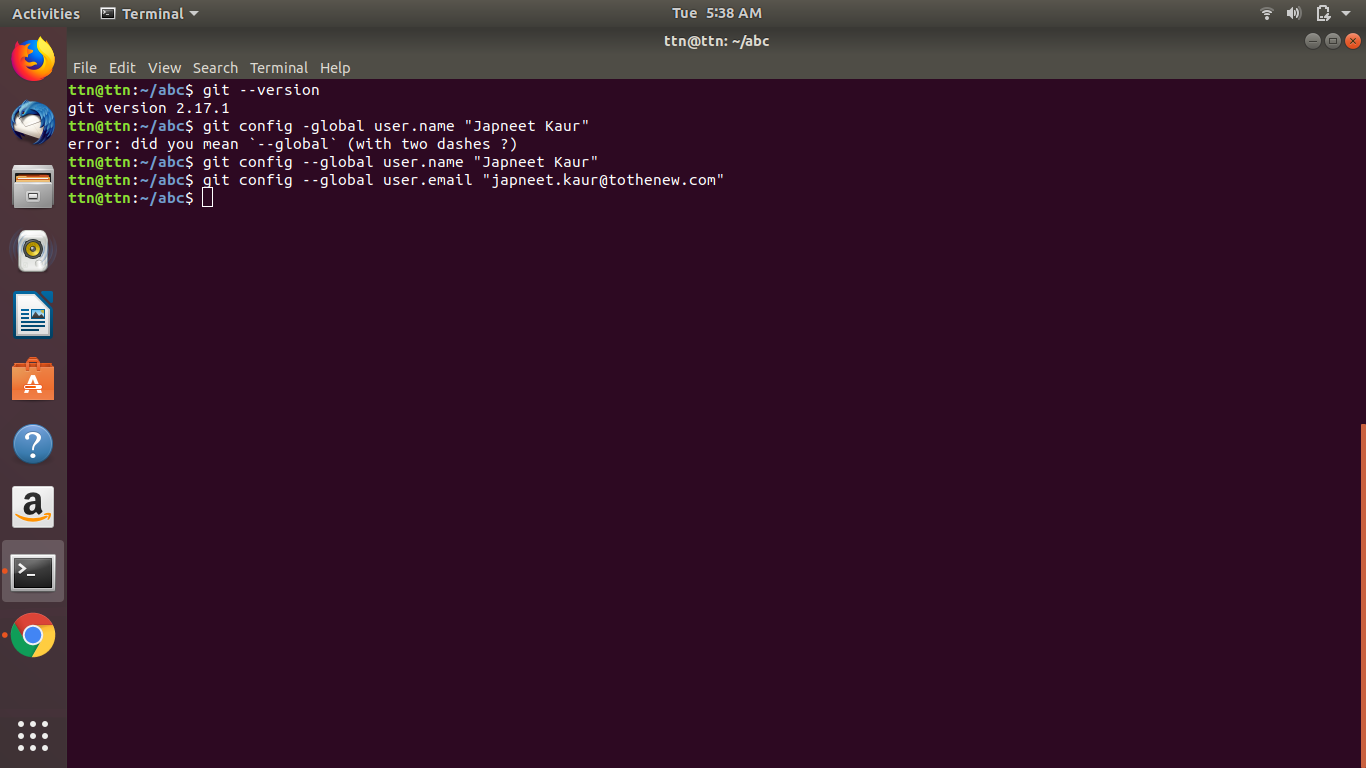 Activities Terminal Tue 5:38 AM
ttn@ttn: ~/abc
File Edit View Search Terminal Help
ttn@ttn:~/abc$ git --version
git version 2.17.1
ttn@ttn:~/abc$ git config -global user.name "Japneet Kaur"
error: did you mean `--global` (with two dashes ?)
ttn@ttn:~/abc$ git config --global user.name "Japneet Kaur"
ttn@ttn:~/abc$ git config --global user.email "japneet.kaur@tothenew.com"
ttn@ttn:~/abc$